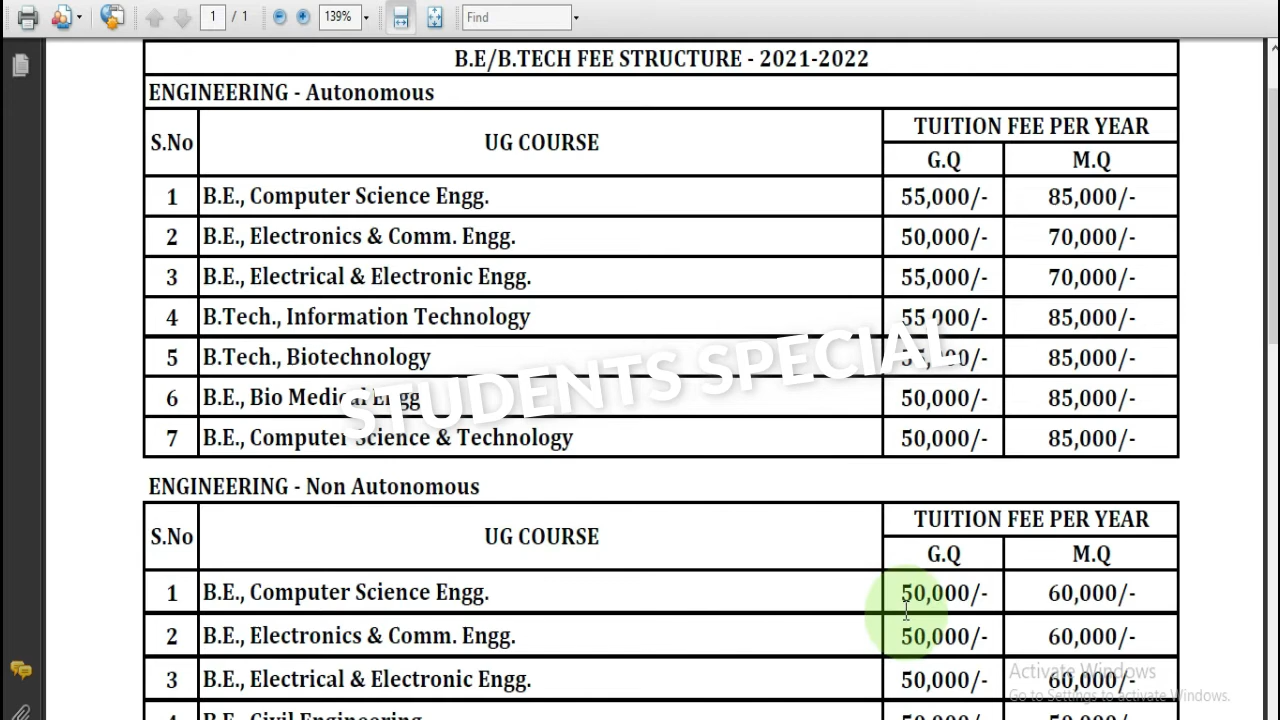 1 / 1 139% Find
B.E/B.TECH FEE STRUCTURE - 2021-2022
ENGINEERING - Autonomous
S.No UG COURSE TUITION FEE PER YEAR
G.Q M.Q
1 B.E., Computer Science Engg. 55,000/- 85,000/-
2 B.E., Electronics & Comm. Engg. 50,000/- 70,000/-
3 B.E., Electrical & Electronic Engg. 55,000/- 70,000/-
4 B.Tech., Information Technology 55,000/- 85,000/-
5 B.Tech., Biotechnology 85,000/-
6 B.E., Bio Medical Engg 50,000/- 85,000/-
7 B.E., Computer Science & Technology 50,000/- 85,000/-
STUDENTS SPECIAL
ENGINEERING - Non Autonomous
S.No UG COURSE TUITION FEE PER YEAR
G.Q M.Q
1 B.E., Computer Science Engg. 50,000/- 60,000/-
2 B.E., Electronics & Comm. Engg. 50,000/- 60,000/-
3 B.E., Electrical & Electronic Engg. 50,000/- 60,000/-
Activate Windows
Go to Settings to activate Windows.
B.E., Civil Engineering